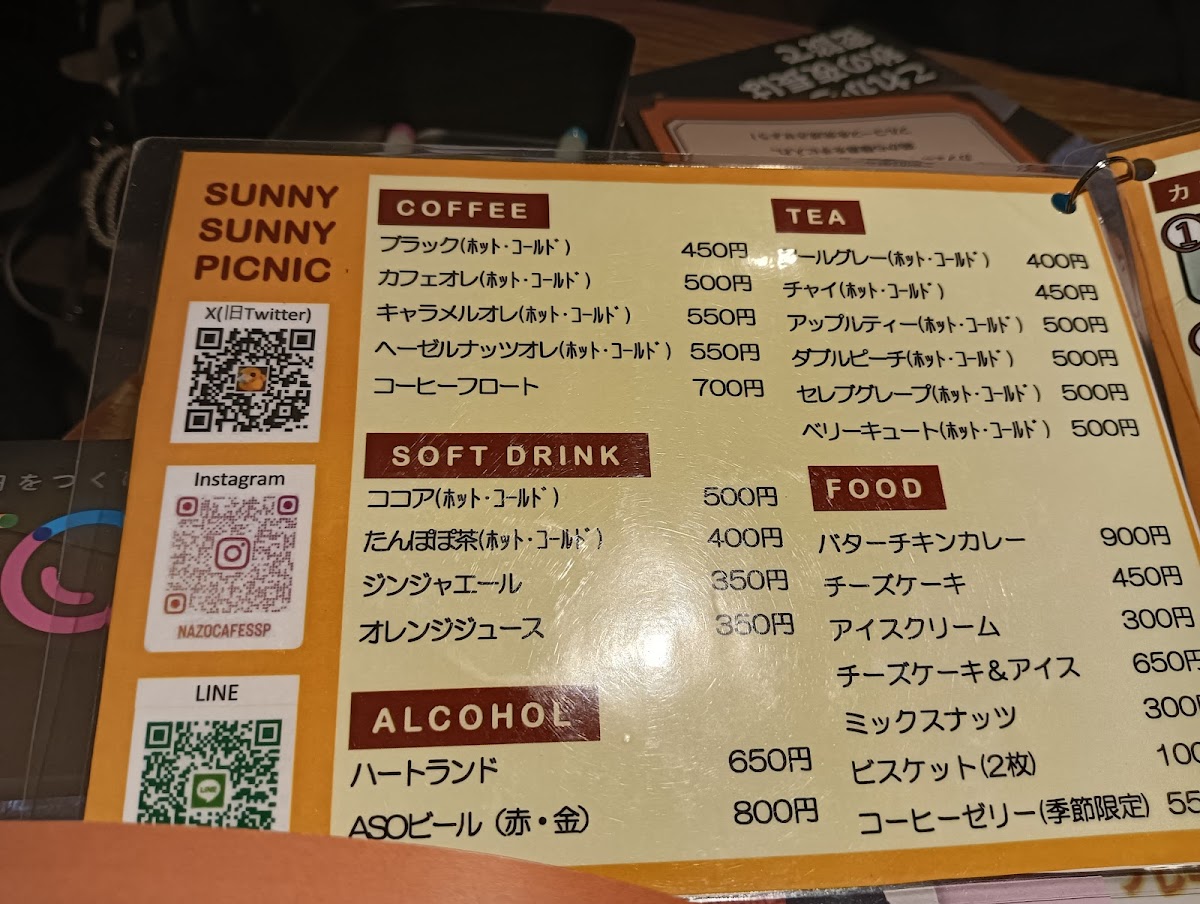 SUNNY
SUNNY
PICNIC
X(旧Twitter)
Instagram
NAZOCAFESSP
LINE
LINE
COFFEE
ブラック(ホット・コールド) 450円
カフェオレ(ホット・コールド) 500円
キャラメルオレ(ホット・コールド) 550円
ヘーゼルナッツオレ(ホット・コールド) 550円
コーヒーフロート 700円
SOFT DRINK
ココア(ホット・コールド) 500円
たんぽぽ茶(ホット・コールド) 400円
ジンジャエール 350円
オレンジジュース 350円
ALCOHOL
ハートランド 650円
ASOビール (赤・金) 800円
TEA
ールグレー(ホット・コールド) 400円
チャイ(ホット・コールド) 450円
アップルティー(ホット・コールド) 500円
ダブルピーチ(ホット・コールド) 500円
セレブグレープ(ホット・コールド) 500円
ベリーキュート(ホット・コールド) 500円
FOOD
バターチキンカレー 900円
チーズケーキ 450円
アイスクリーム 300円
チーズケーキ&アイス 650円
ミックスナッツ 300
ビスケット(2枚) 100
コーヒーゼリー(季節限定) 55
カ
①
をつく